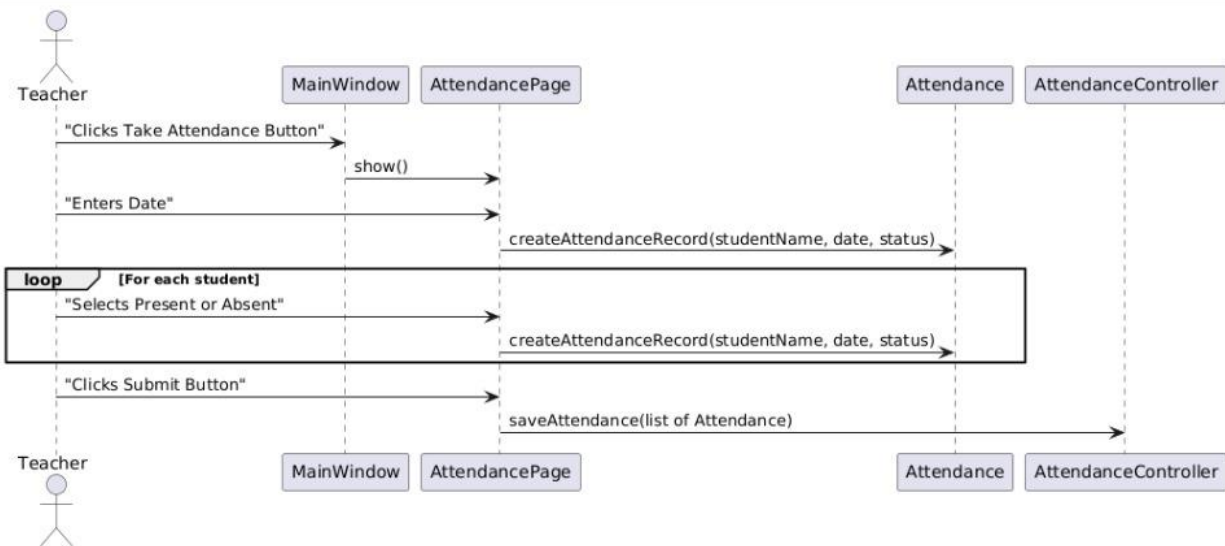 Teacher
MainWindow
AttendancePage
Attendance
AttendanceController
"Clicks Take Attendance Button"
show()
"Enters Date"
createAttendanceRecord(studentName, date, status)
loop [For each student]
"Selects Present or Absent"
createAttendanceRecord(studentName, date, status)
"Clicks Submit Button"
saveAttendance(list of Attendance)
Teacher
MainWindow
AttendancePage
Attendance
AttendanceController